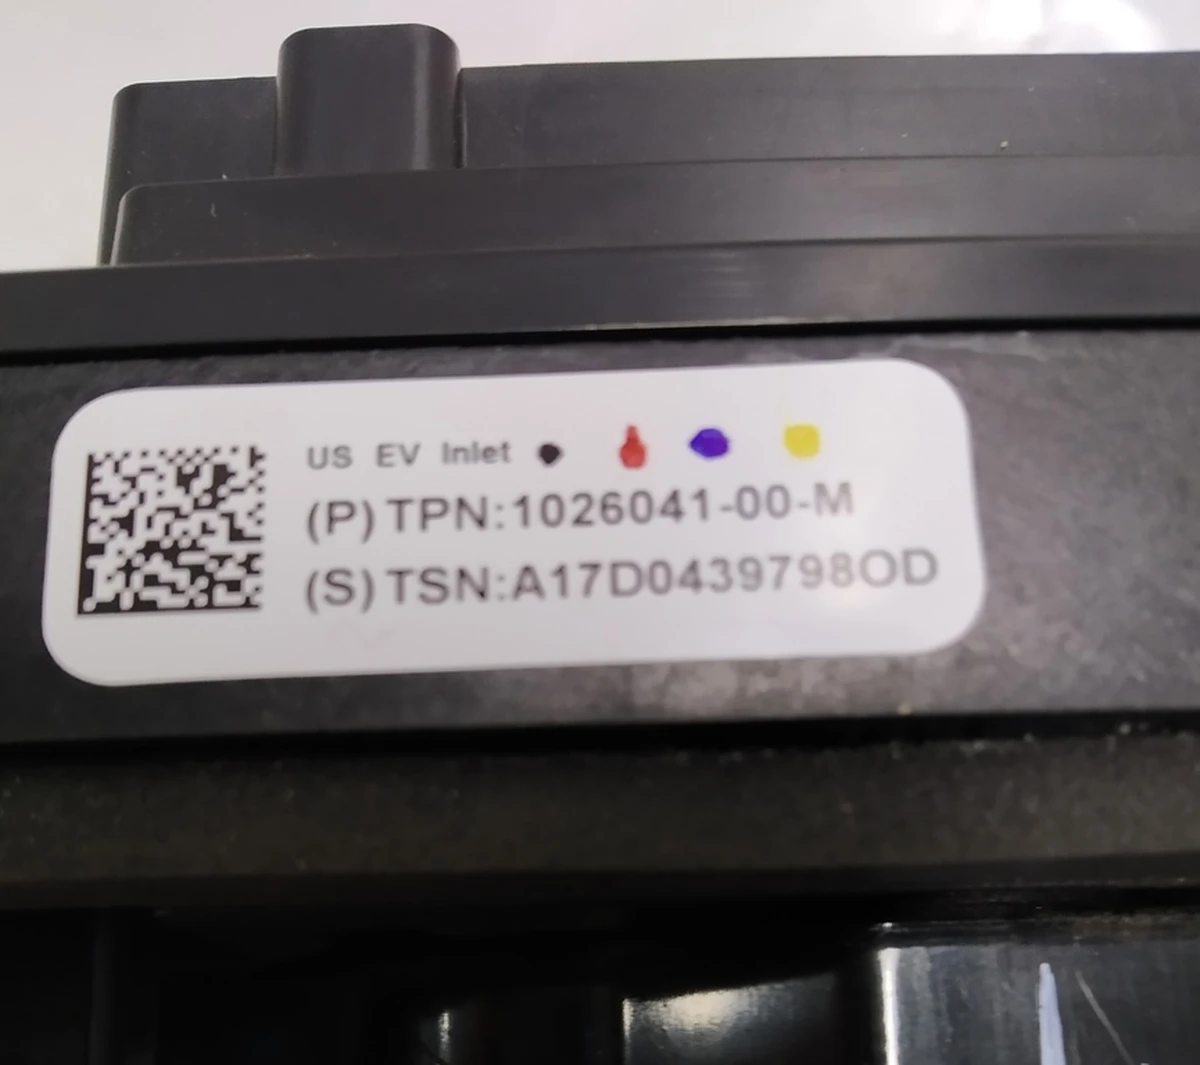 US EV Inlet
(P) TPN:1026041-00-M
(S) TSN:A17D0439798OD